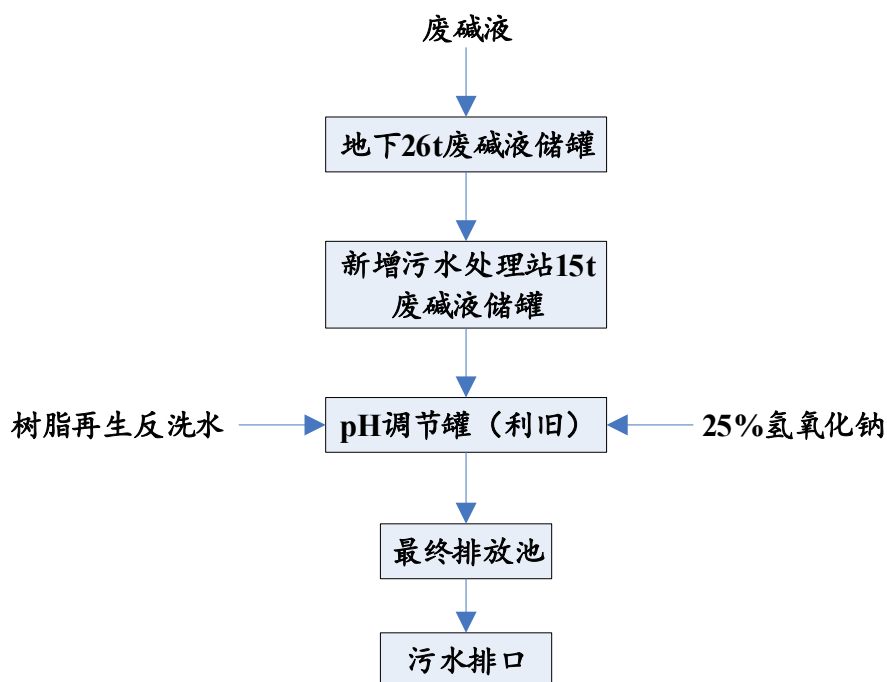 废碱液
地下26t废碱液储罐
新增污水处理站15t
废碱液储罐
树脂再生反洗水
pH调节罐（利旧）
25%氢氧化钠
最终排放池
污水排口